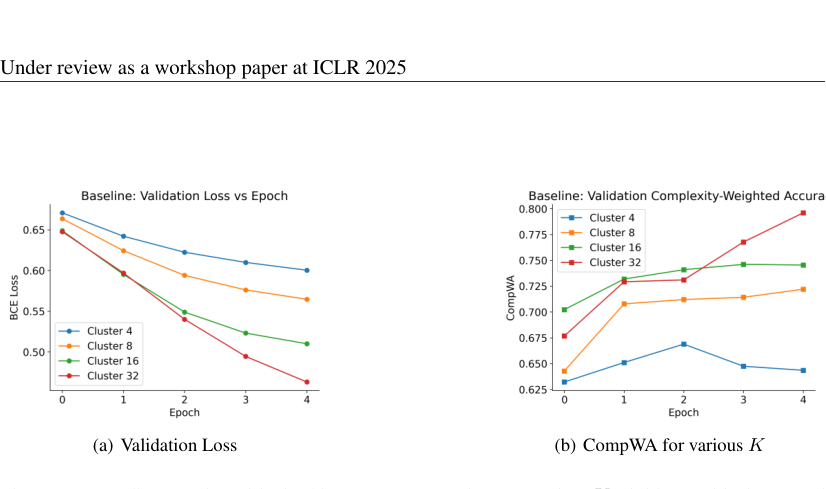 Under review as a workshop paper at ICLR 2025
Baseline: Validation Loss vs Epoch
0.65
0.60
0.55
0.50
BCE Loss
Cluster 4
Cluster 8
Cluster 16
Cluster 32
0 1 2 3 4
Epoch
(a) Validation Loss
Baseline: Validation Complexity-Weighted Accura
0.800
0.775
0.750
0.725
0.700
0.675
0.650
0.625
CompWA
Cluster 4
Cluster 8
Cluster 16
Cluster 32
0 1 2 3 4
Epoch
(b) CompWA for various K